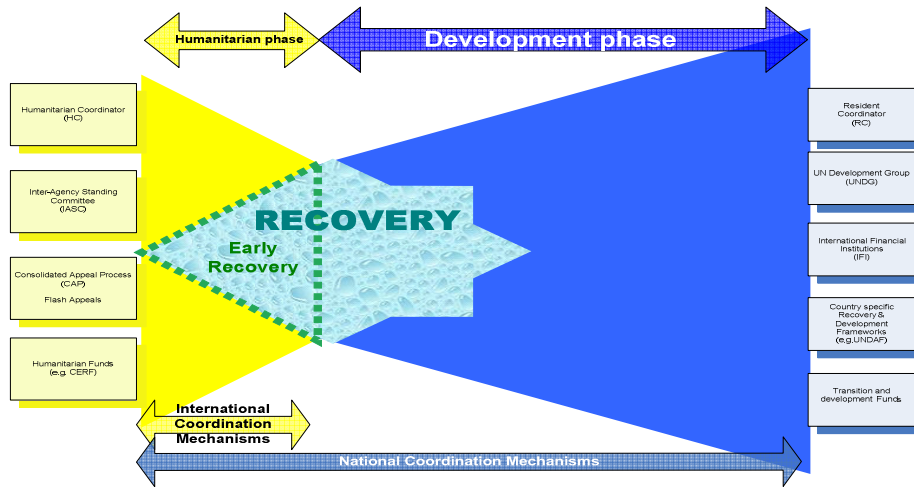 Humanitarian phase
Development phase
Humanitarian Coordinator
(HC)
Inter-Agency Standing
Committee
(IASC)
Consolidated Appeal Process
(CAP)
Flash Appeals
Humanitarian Funds
(e.g. CERF)
RECOVERY
Early
Recovery
Resident
Coordinator
(RC)
UN Development Group
(UNDG)
International Financial
Institutions
(IFI)
Country specific
Recovery &
Development
Frameworks
(e,g,UNDAF)
Transition and
development Funds
International
Coordination
Mechanisms
National Coordination Mechanisms